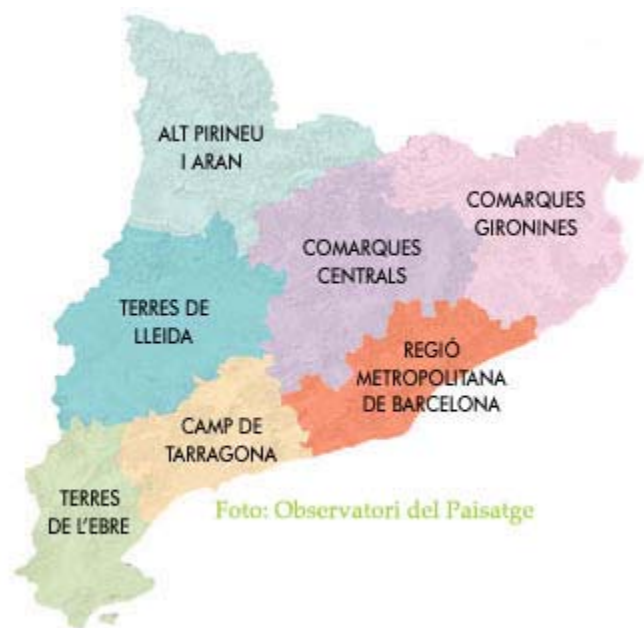 ALT PIRINEU
I ARAN
COMARQUES
GIRONINES
COMARQUES
CENTRALS
TERRES DE
LLEIDA
REGIÓ
METROPOLITANA
DE BARCELONA
CAMP DE
TARRAGONA
TERRES
DE L'EBRE
Foto: Observatori del Paisatge